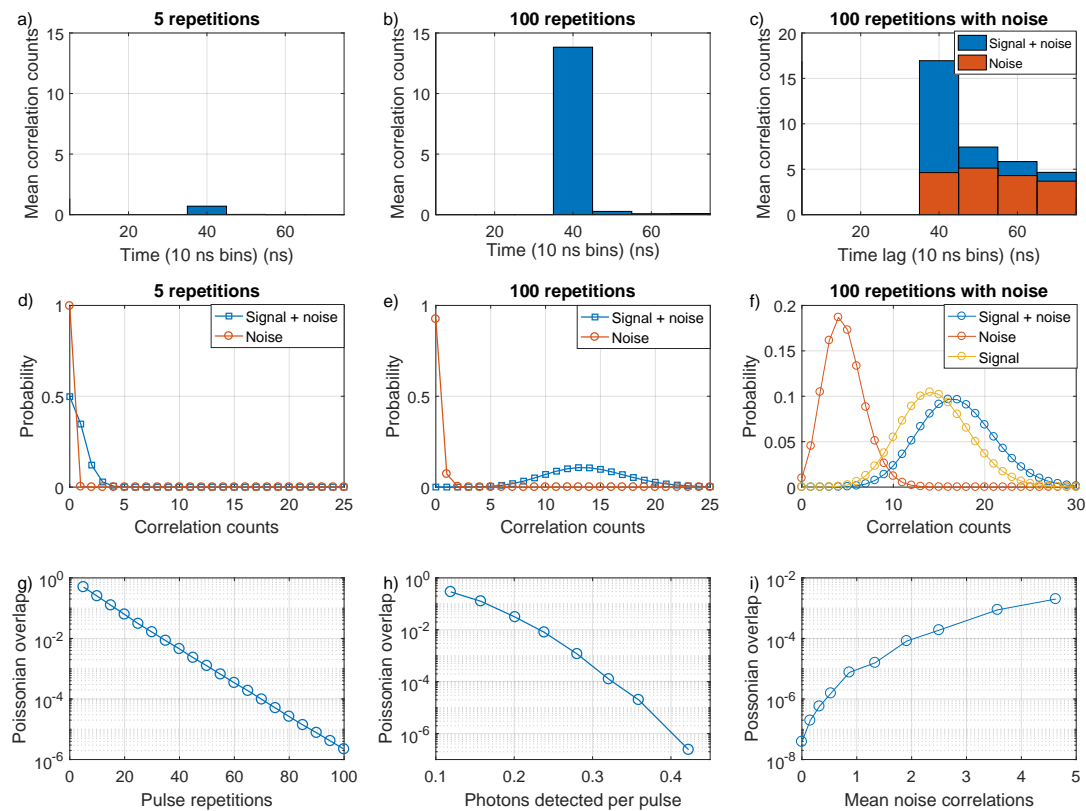 a)
5 repetitions
15
10
5
0
20
40
60
Mean correlation counts
Time (10 ns bins) (ns)
b)
100 repetitions
15
10
5
0
20
40
60
Mean correlation counts
Time (10 ns bins) (ns)
c)
100 repetitions with noise
20
15
10
5
0
20
40
60
Mean correlation counts
Time lag (10 ns bins) (ns)
Signal + noise
Noise
d)
5 repetitions
1
0.5
0
0
5
10
15
20
25
Probability
Correlation counts
Signal + noise
Noise
e)
100 repetitions
1
0.5
0
0
5
10
15
20
25
Probability
Correlation counts
Signal + noise
Noise
f)
100 repetitions with noise
0.2
0.15
0.1
0.05
0
0
10
20
30
Probability
Correlation counts
Signal + noise
Noise
Signal
g)
10^0
10^-2
10^-4
10^-6
0
20
40
60
80
100
Poissonian overlap
Pulse repetitions
h)
10^0
10^-2
10^-4
10^-6
0.1
0.2
0.3
0.4
Poissonian overlap
Photons detected per pulse
i)
10^-2
10^-4
10^-6
10^-8
0
1
2
3
4
5
Possonian overlap
Mean noise correlations